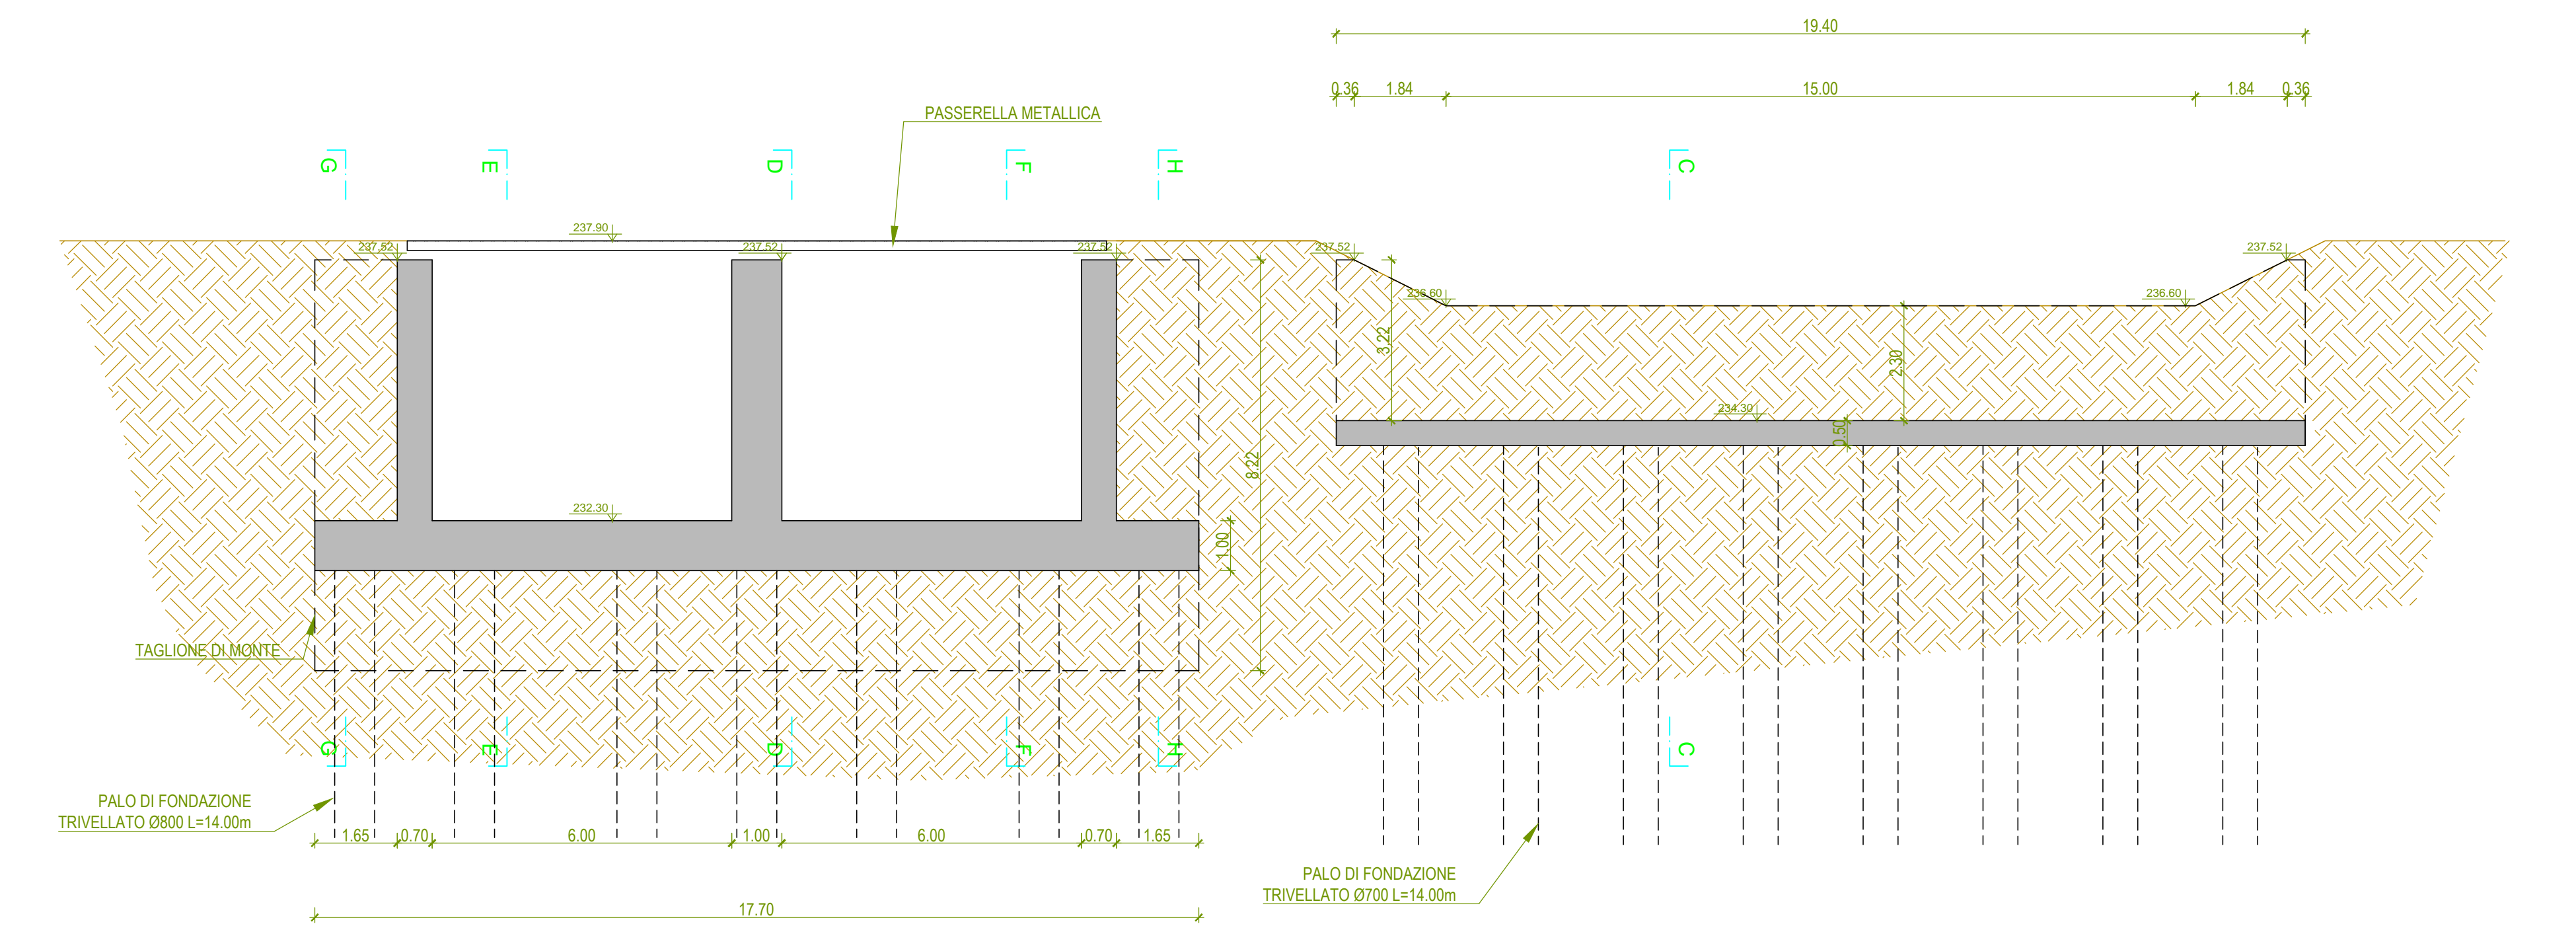 19.40
0.36 1.84 15.00 1.84 0.36
PASSERELLA METALLICA
G E D F H C
237.90
237.52 237.52 237.52 237.52 237.52
236.60 236.60
3.22
2.30
234.30
0.50
8.22
232.30
1.00
TAGLIONE DI MONTE
G E D F H C
PALO DI FONDAZIONE
TRIVELLATO Ø800 L=14.00m
1.65 0.70 6.00 1.00 6.00 0.70 1.65
PALO DI FONDAZIONE
TRIVELLATO Ø700 L=14.00m
17.70